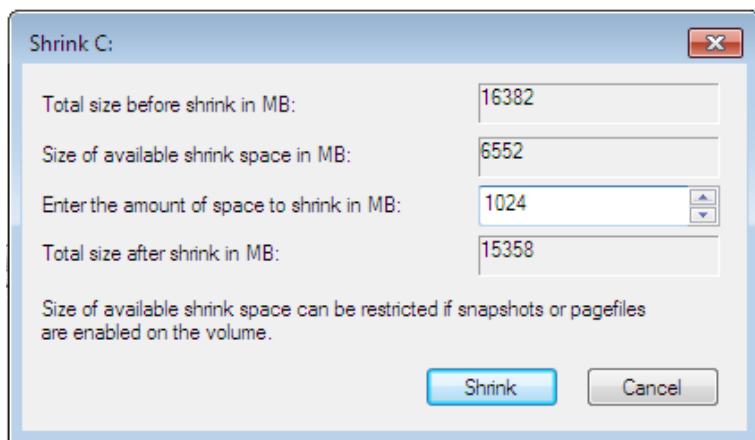 Shrink C:
Total size before shrink in MB: 16382
Size of available shrink space in MB: 6552
Enter the amount of space to shrink in MB: 1024
Total size after shrink in MB: 15358
Size of available shrink space can be restricted if snapshots or pagefiles
are enabled on the volume.
Shrink Cancel